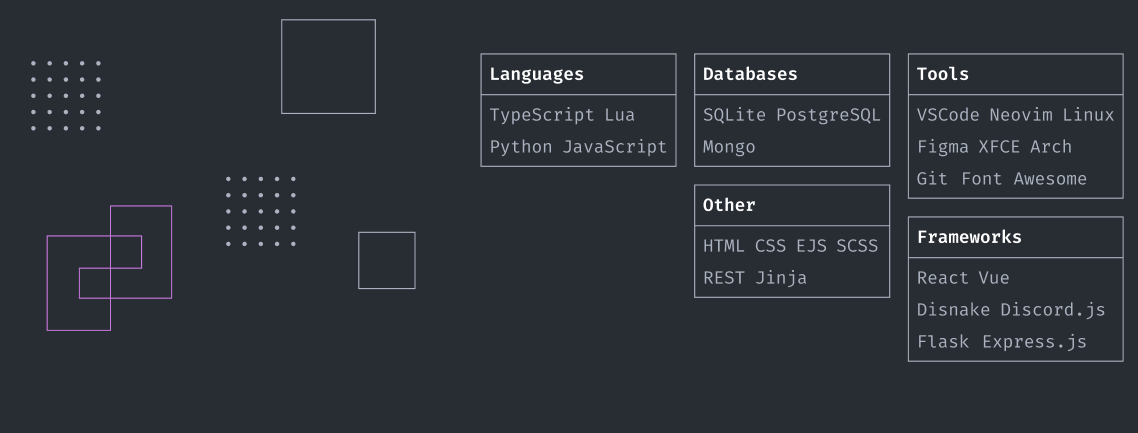 Languages
TypeScript Lua
Python JavaScript
Databases
SQLite PostgreSQL
Mongo
Other
HTML CSS EJS SCSS
REST Jinja
Tools
VSCode Neovim Linux
Figma XFCE Arch
Git Font Awesome
Frameworks
React Vue
Disnake Discord.js
Flask Express.js